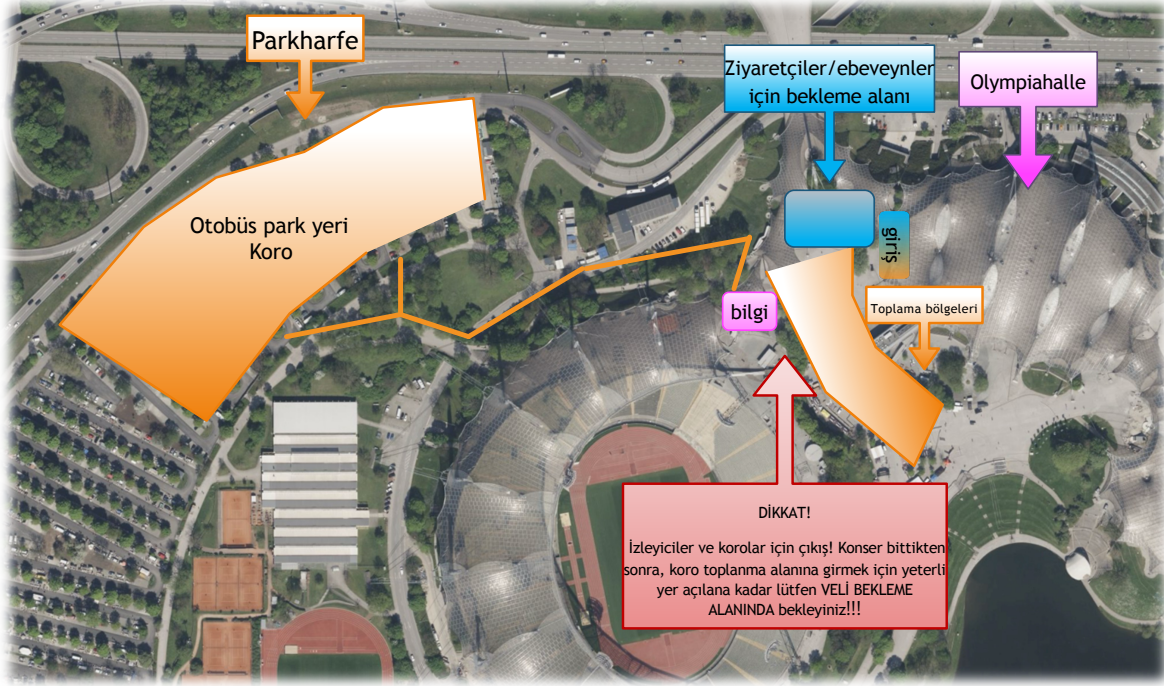 Parkharfe
Ziyaretçiler/ebeveynler
için bekleme alanı
Olympiahalle
Otobüs park yeri
Koro
giriş
bilgi
Toplama bölgeleri
DİKKAT!
İzleyiciler ve korolar için çıkış! Konser bittikten
sonra, koro toplanma alanına girmek için yeterli
yer açılana kadar lütfen VELİ BEKLEME
ALANINDA bekleyiniz!!!